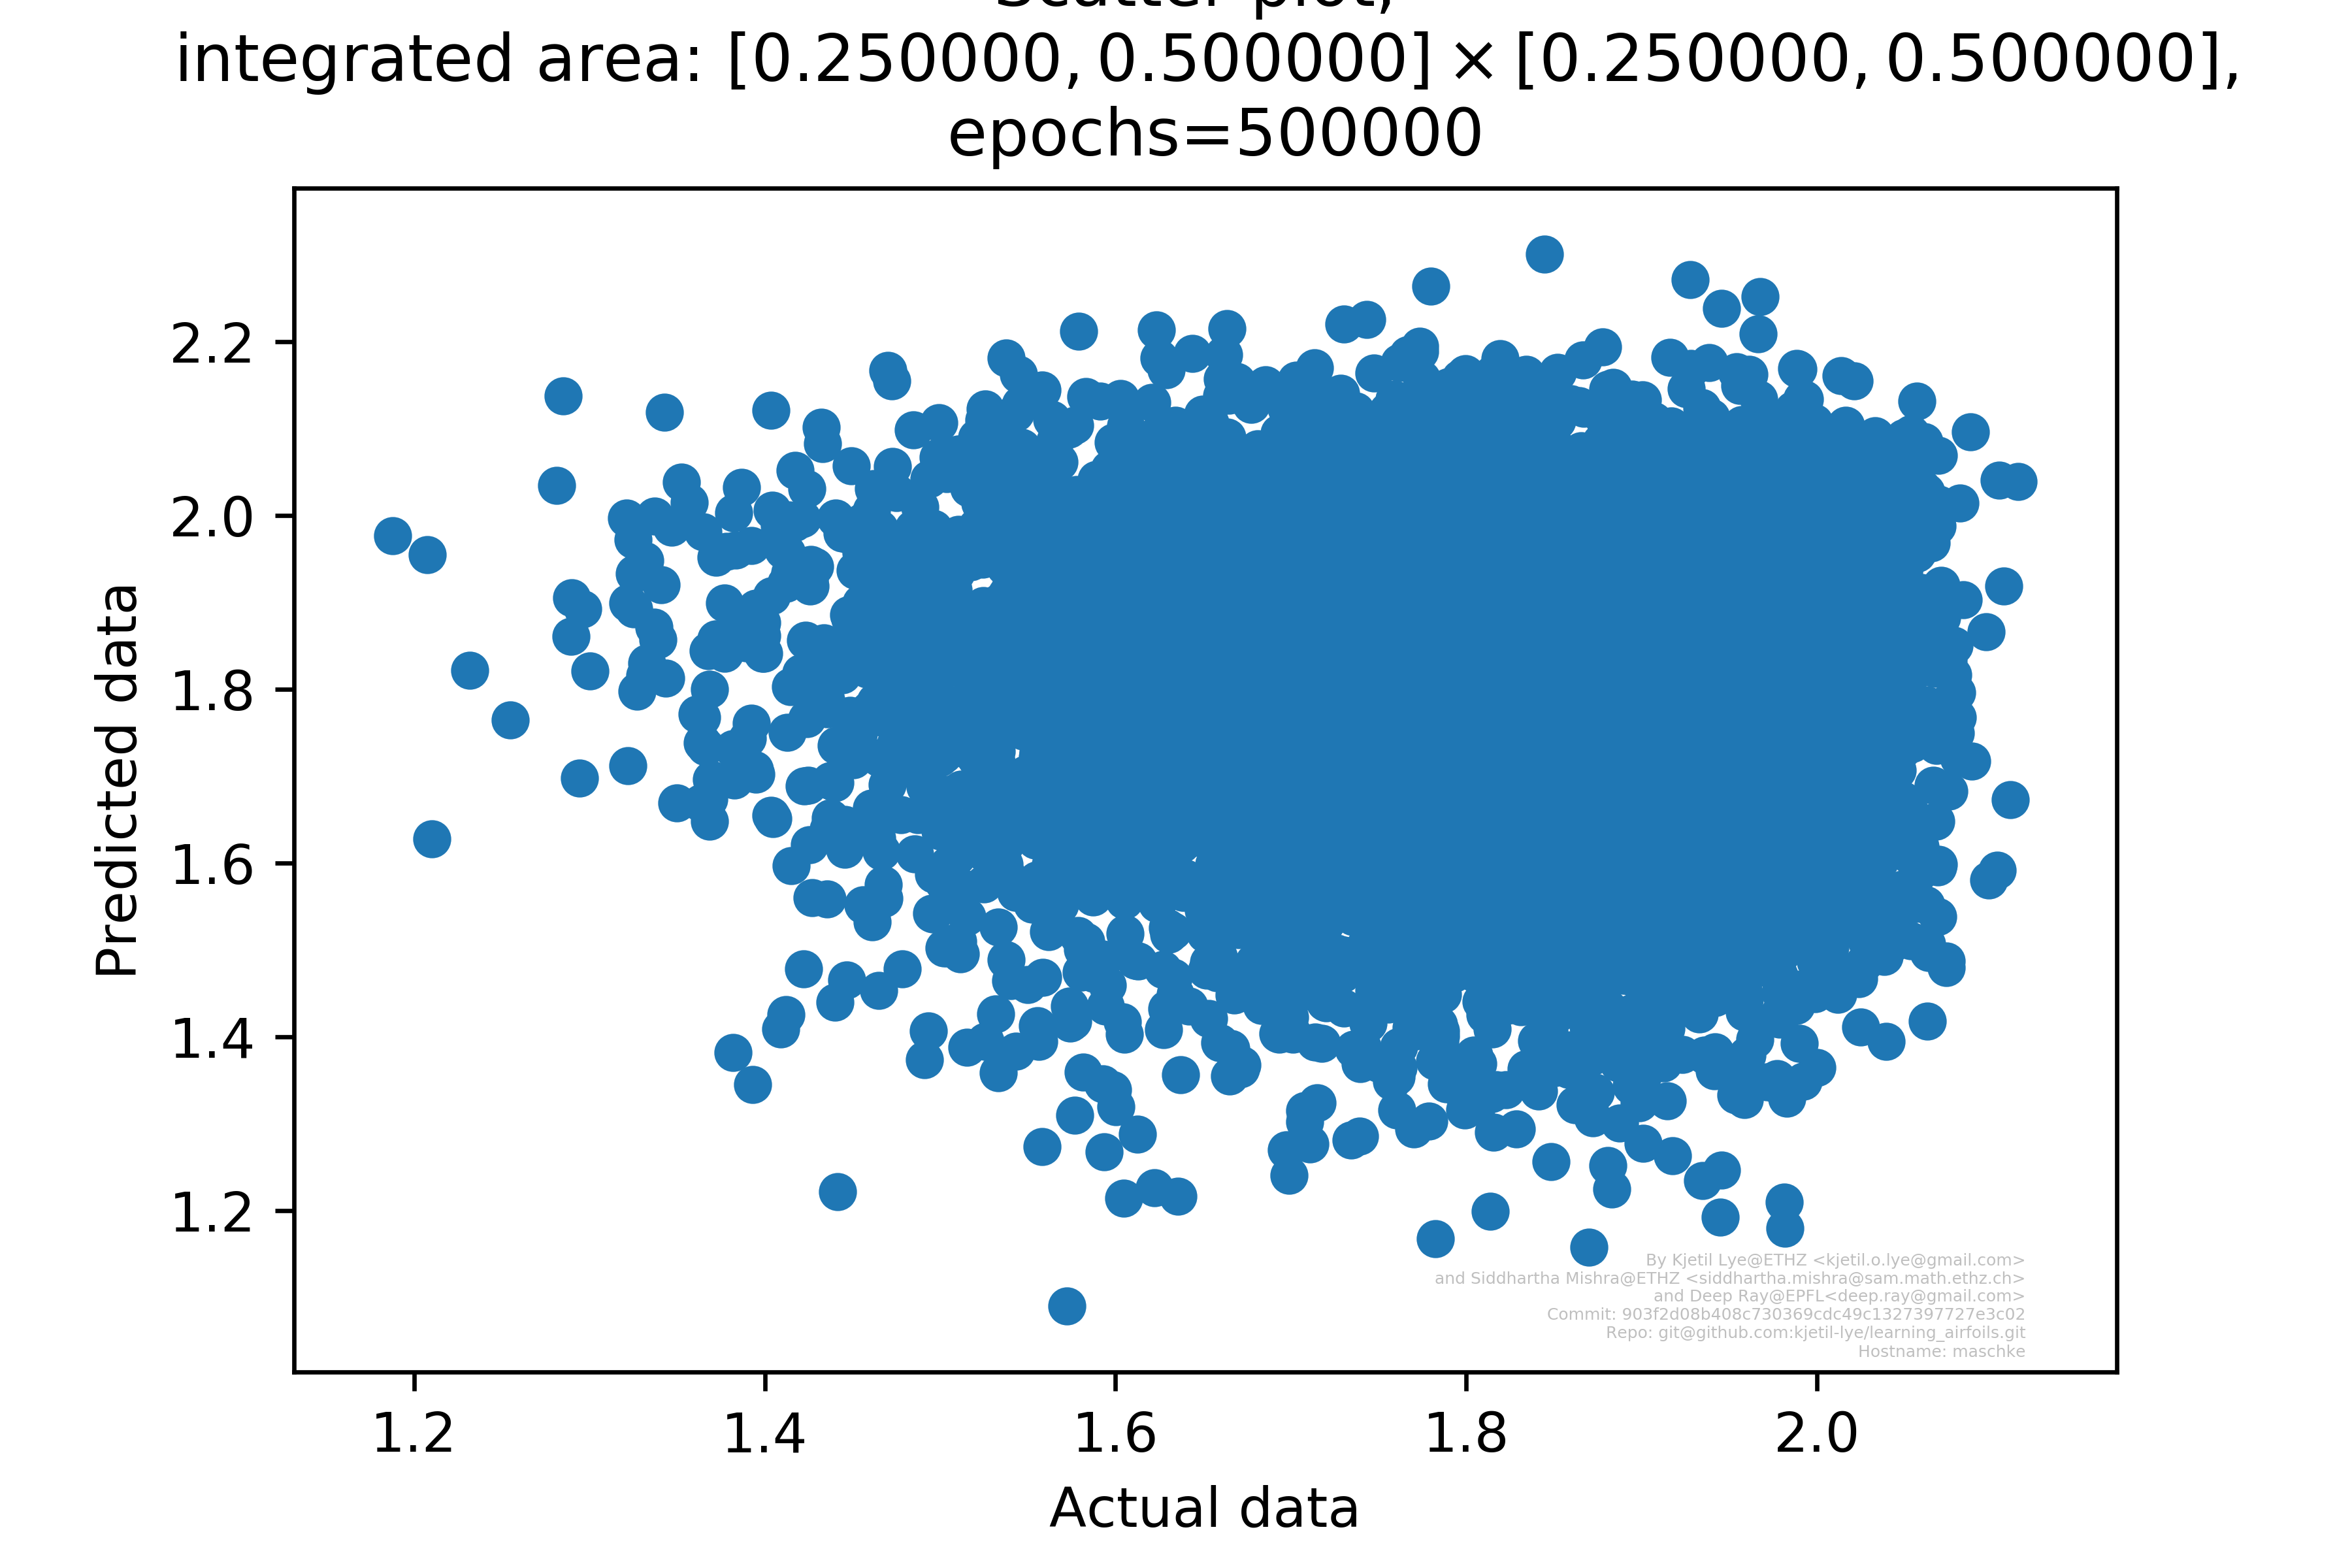 Scatter plot,
integrated area: [0.250000, 0.500000] × [0.250000, 0.500000],
epochs=500000
2.2
2.0
1.8
1.6
1.4
1.2
Predicted data
1.2 1.4 1.6 1.8 2.0
Actual data
By Kjetil Lye@ETHZ <kjetil.o.lye@gmail.com>
and Siddhartha Mishra@ETHZ <siddhartha.mishra@sam.math.ethz.ch>
and Deep Ray@EPFL<deep.ray@gmail.com>
Commit: 903f2d08b408c730369cdc49c1327397727e3c02
Repo: git@github.com:kjetil-lye/learning_airfoils.git
Hostname: maschke